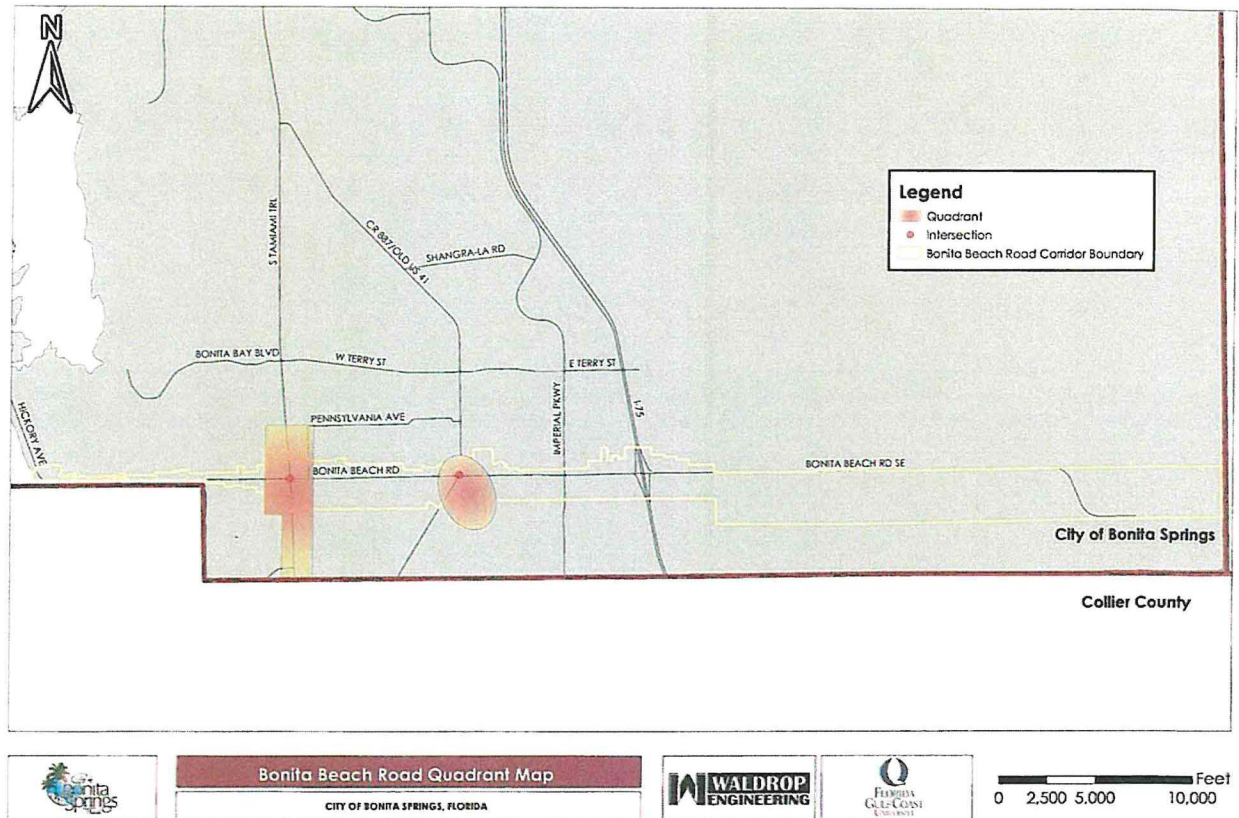 N
S TAMIAMI TRL
CR 887/OLD US 41
SHANGRA-LA RD
BONITA BAY BLVD
W TERRY ST
E TERRY ST
HICKORY AVE
PENNSYLVANIA AVE
IMPERIAL PKWY
I-75
BONITA BEACH RD
BONITA BEACH RD SE
Legend
Quadrant
Intersection
Bonita Beach Road Corridor Boundary
City of Bonita Springs
Collier County
Bonita
Springs
Bonita Beach Road Quadrant Map
CITY OF BONITA SPRINGS, FLORIDA
WALDROP
ENGINEERING
FLORIDA
GULF COAST
UNIVERSITY
Feet
0 2,500 5,000 10,000